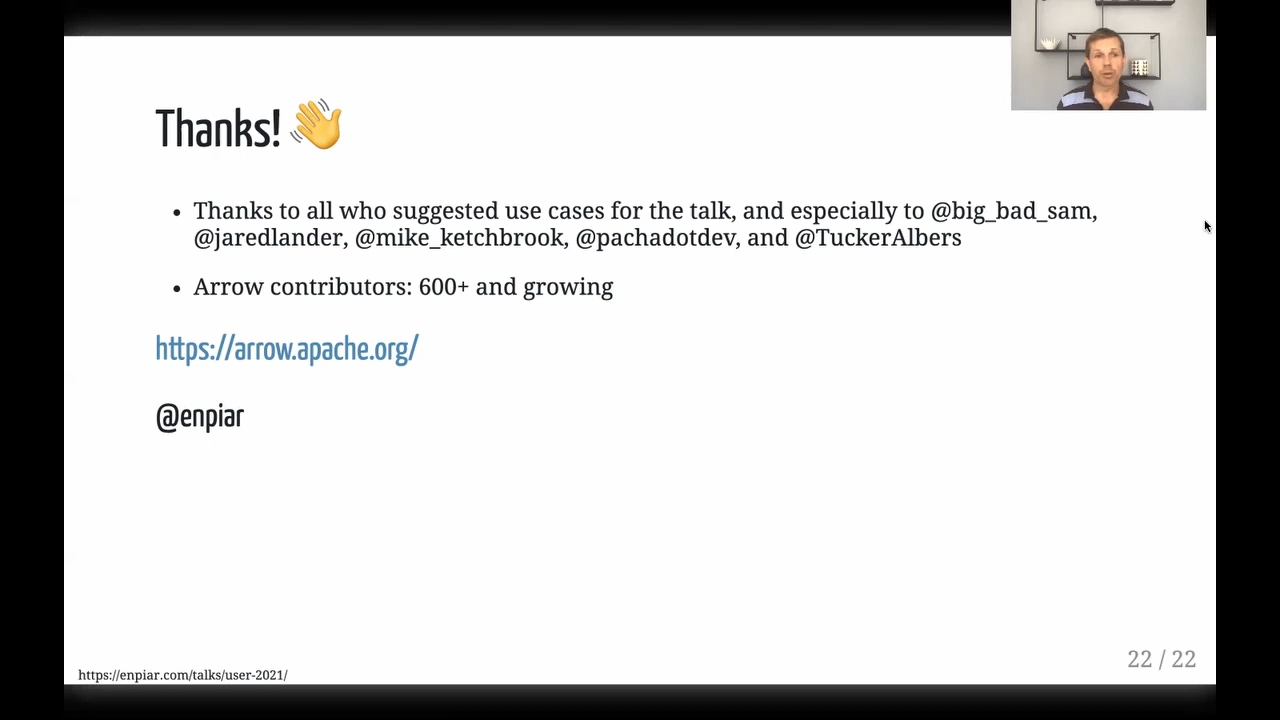 Thanks! 👋
• Thanks to all who suggested use cases for the talk, and especially to @big_bad_sam,
@jaredlander, @mike_ketchbrook, @pachadotdev, and @TuckerAlbers
• Arrow contributors: 600+ and growing
https://arrow.apache.org/
@enpiar
22 / 22
https://enpiar.com/talks/user-2021/